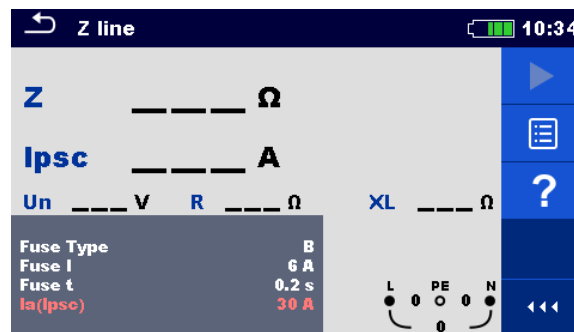 Z line 10:34
Z ___ Ω
Ipsc ___ A
Un ___ V R ___ Ω XL ___ Ω
Fuse Type B
Fuse I 6 A
Fuse t 0.2 s
Ia(Ipsc) 30 A
L PE N
0 0
0
?